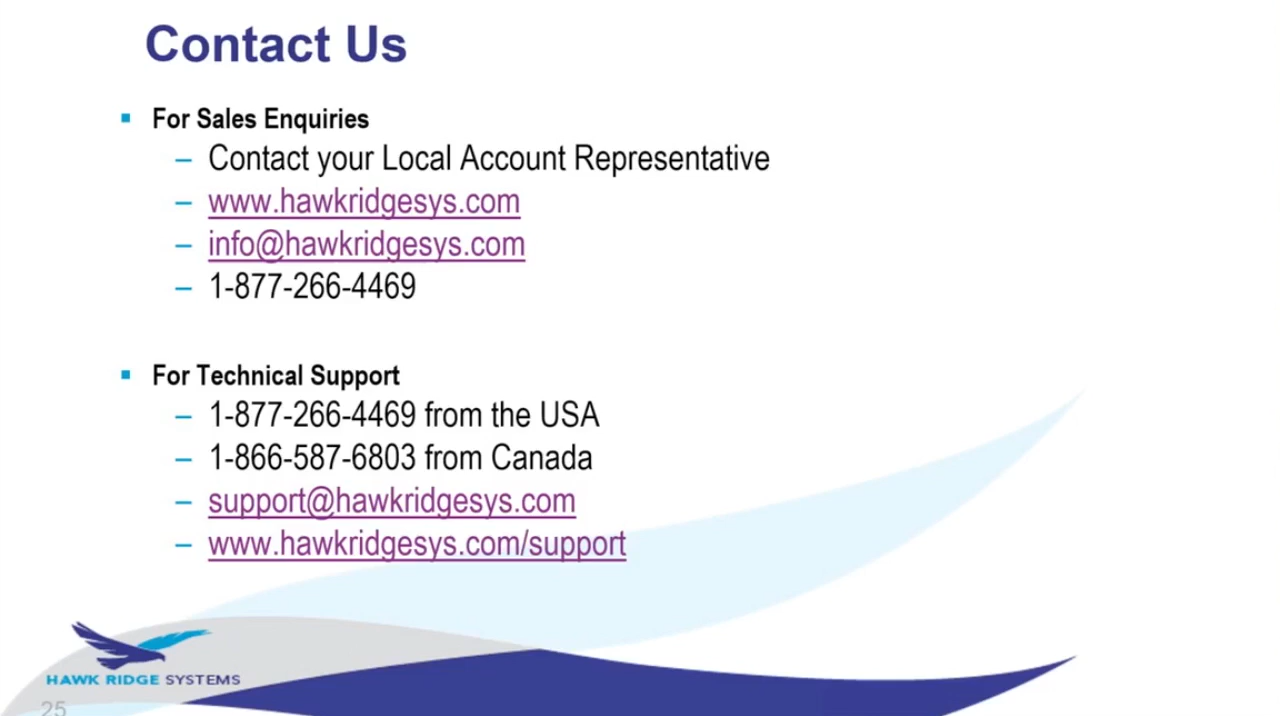 Contact Us
▪ For Sales Enquiries
– Contact your Local Account Representative
– www.hawkridgesys.com
– info@hawkridgesys.com
– 1-877-266-4469
▪ For Technical Support
– 1-877-266-4469 from the USA
– 1-866-587-6803 from Canada
– support@hawkridgesys.com
– www.hawkridgesys.com/support
HAWK RIDGE SYSTEMS
25